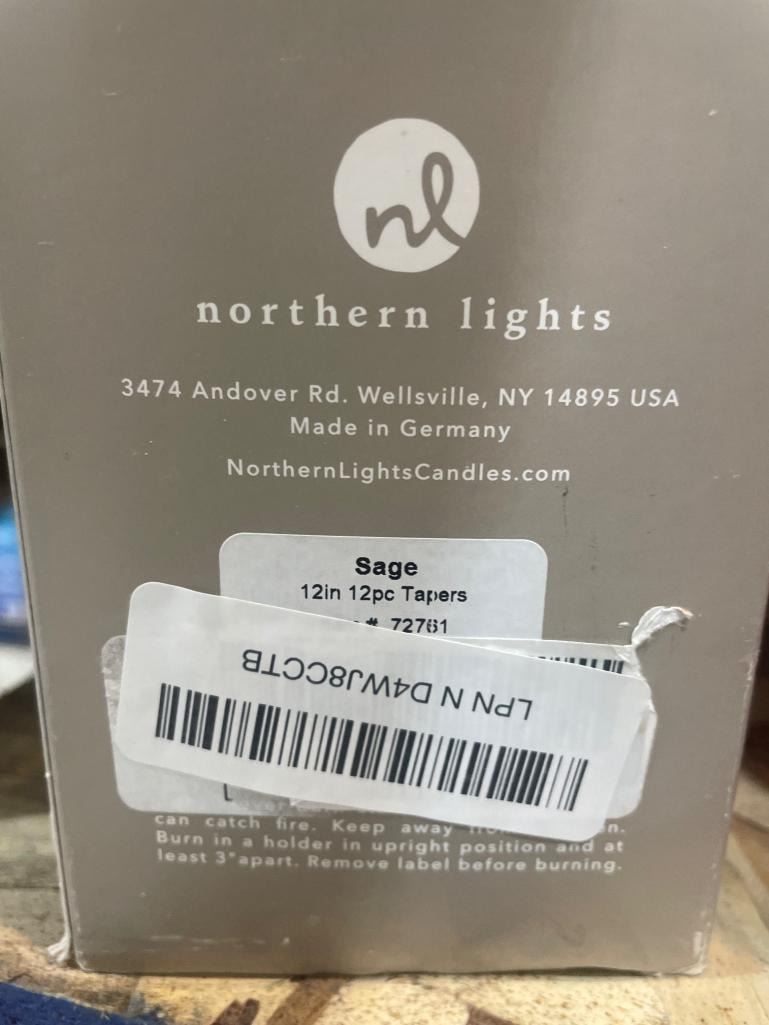 nl
northern lights
3474 Andover Rd. Wellsville, NY 14895 USA
Made in Germany
NorthernLightsCandles.com
Sage
12in 12pc Tapers
# 72761
LPN N D4WJ8CCTB
can catch fire. Keep away
Burn in a holder in upright position and at
least 3" apart. Remove label before burning.